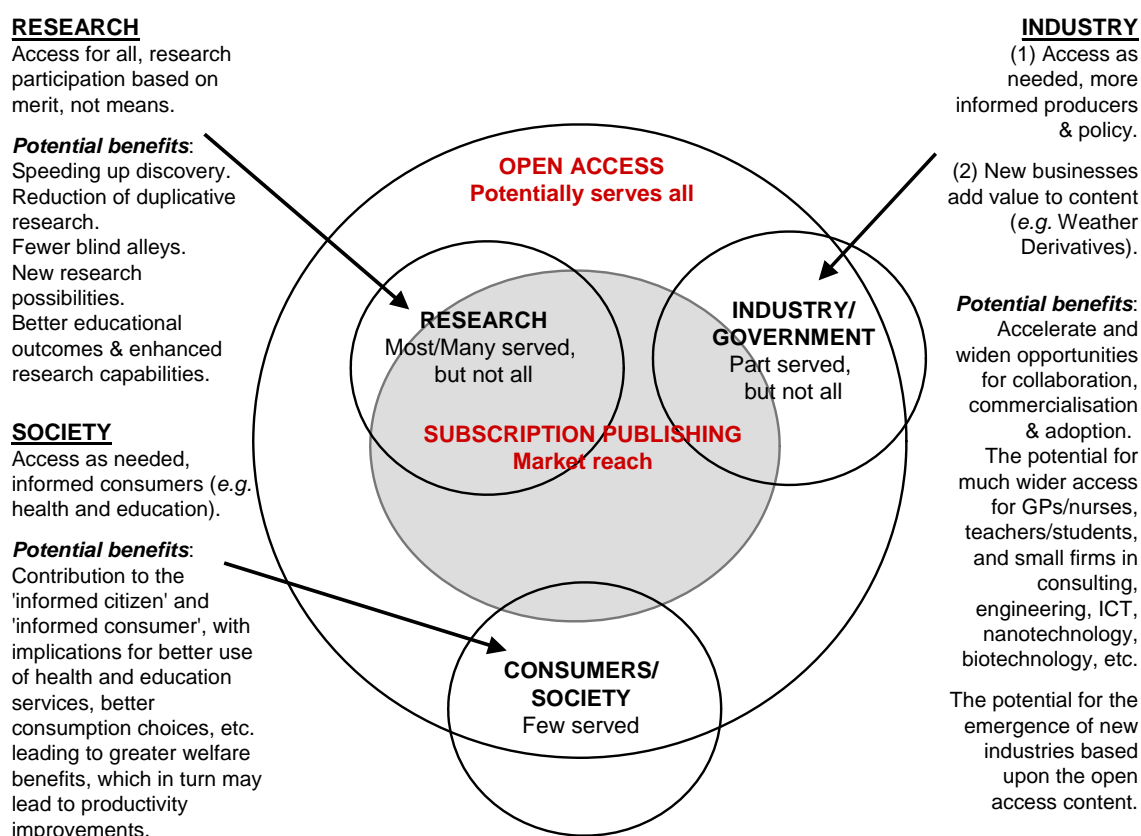 RESEARCH
Access for all, research
participation based on
merit, not means.
Potential benefits:
Speeding up discovery.
Reduction of duplicative
research.
Fewer blind alleys.
New research
possibilities.
Better educational
outcomes & enhanced
research capabilities.
SOCIETY
Access as needed,
informed consumers (e.g.
health and education).
Potential benefits:
Contribution to the
'informed citizen' and
'informed consumer', with
implications for better use
of health and education
services, better
consumption choices, etc.
leading to greater welfare
benefits, which in turn may
lead to productivity
improvements.
OPEN ACCESS
Potentially serves all
RESEARCH
Most/Many served,
but not all
INDUSTRY/
GOVERNMENT
Part served,
but not all
SUBSCRIPTION PUBLISHING
Market reach
CONSUMERS/
SOCIETY
Few served
INDUSTRY
(1) Access as
needed, more
informed producers
& policy.
(2) New businesses
add value to content
(e.g. Weather
Derivatives).
Potential benefits:
Accelerate and
widen opportunities
for collaboration,
commercialisation
& adoption.
The potential for
much wider access
for GPs/nurses,
teachers/students,
and small firms in
consulting,
engineering, ICT,
nanotechnology,
biotechnology, etc.
The potential for the
emergence of new
industries based
upon the open
access content.